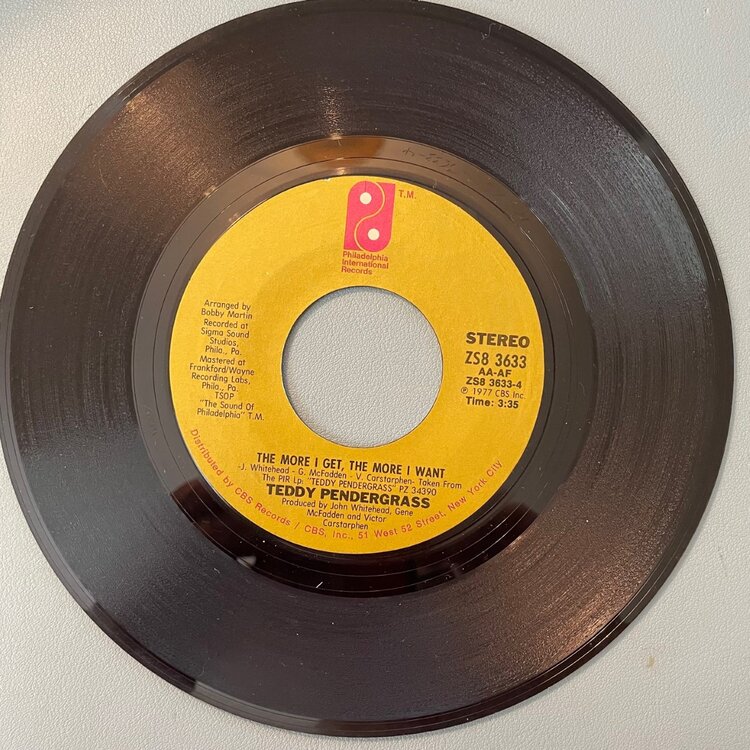 T.M.
Philadelphia
International
Records
Arranged by
Bobby Martin
Recorded at
Sigma Sound
Studios,
Phila., Pa.
Mastered at
Frankford/Wayne
Recording Labs,
Phila., Pa.
TSOP
"The Sound Of
Philadelphia" T.M.
STEREO
ZS8 3633
AA-AF
ZS8 3633-4
Ⓟ 1977 CBS Inc.
Time: 3:35
THE MORE I GET, THE MORE I WANT
-J. Whitehead - G. McFadden - V. Carstarphen- Taken From
The PIR Lp: "TEDDY PENDERGRASS" PZ 34390
TEDDY PENDERGRASS
Produced by John Whitehead, Gene
McFadden and Victor
Carstarphen
Distributed by CBS Records / CBS, Inc., 51 West 52 Street, New York City